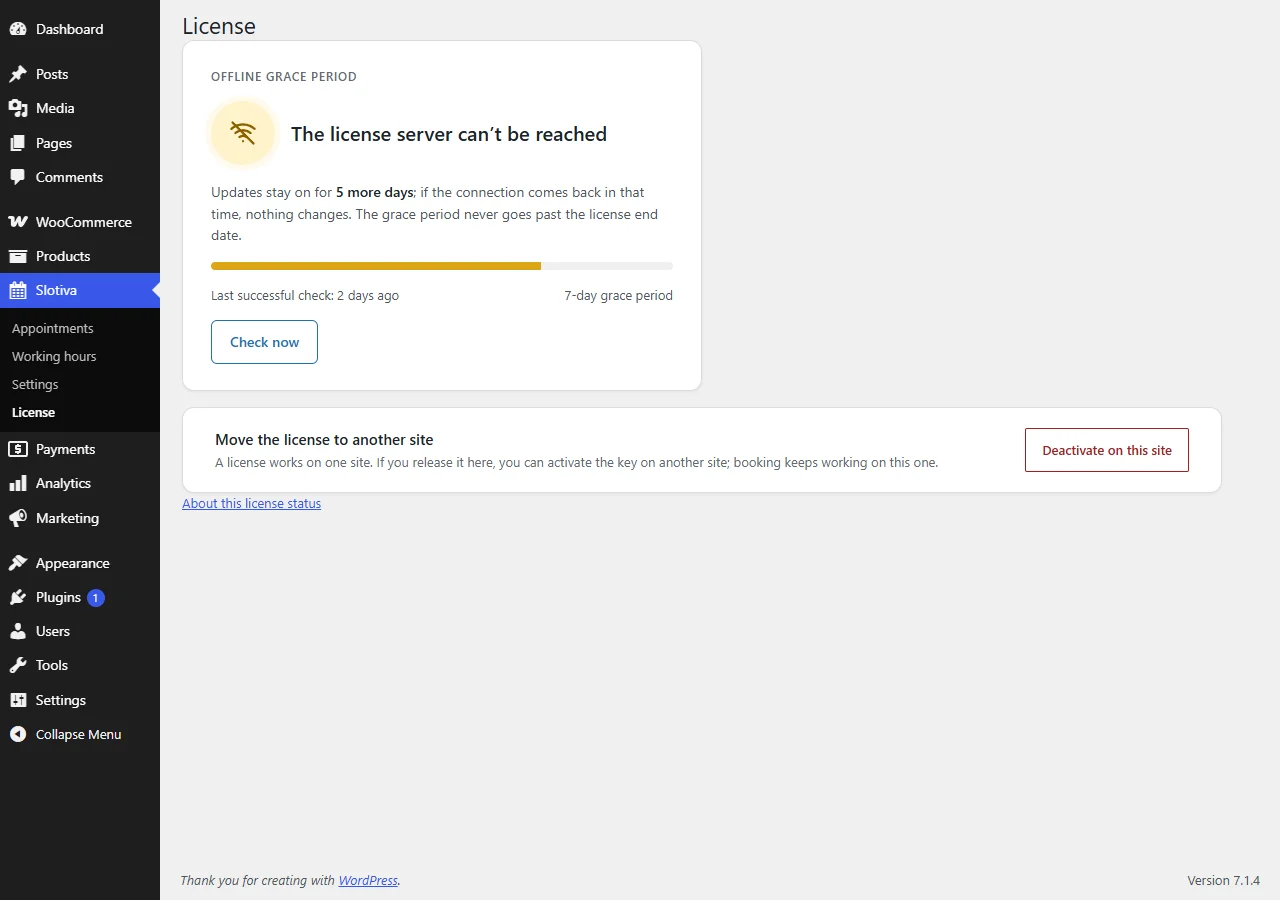 Dashboard
Posts
Media
Pages
Comments
WooCommerce
Products
Slotiva
Appointments
Working hours
Settings
License
Payments
Analytics
Marketing
Appearance
Plugins 1
Users
Tools
Settings
Collapse Menu
License
OFFLINE GRACE PERIOD
The license server can’t be reached
Updates stay on for 5 more days; if the connection comes back in that
time, nothing changes. The grace period never goes past the license end
date.
Last successful check: 2 days ago
7-day grace period
Check now
Move the license to another site
A license works on one site. If you release it here, you can activate the key on another site; booking keeps working on this one.
Deactivate on this site
About this license status
Thank you for creating with WordPress.
Version 7.1.4